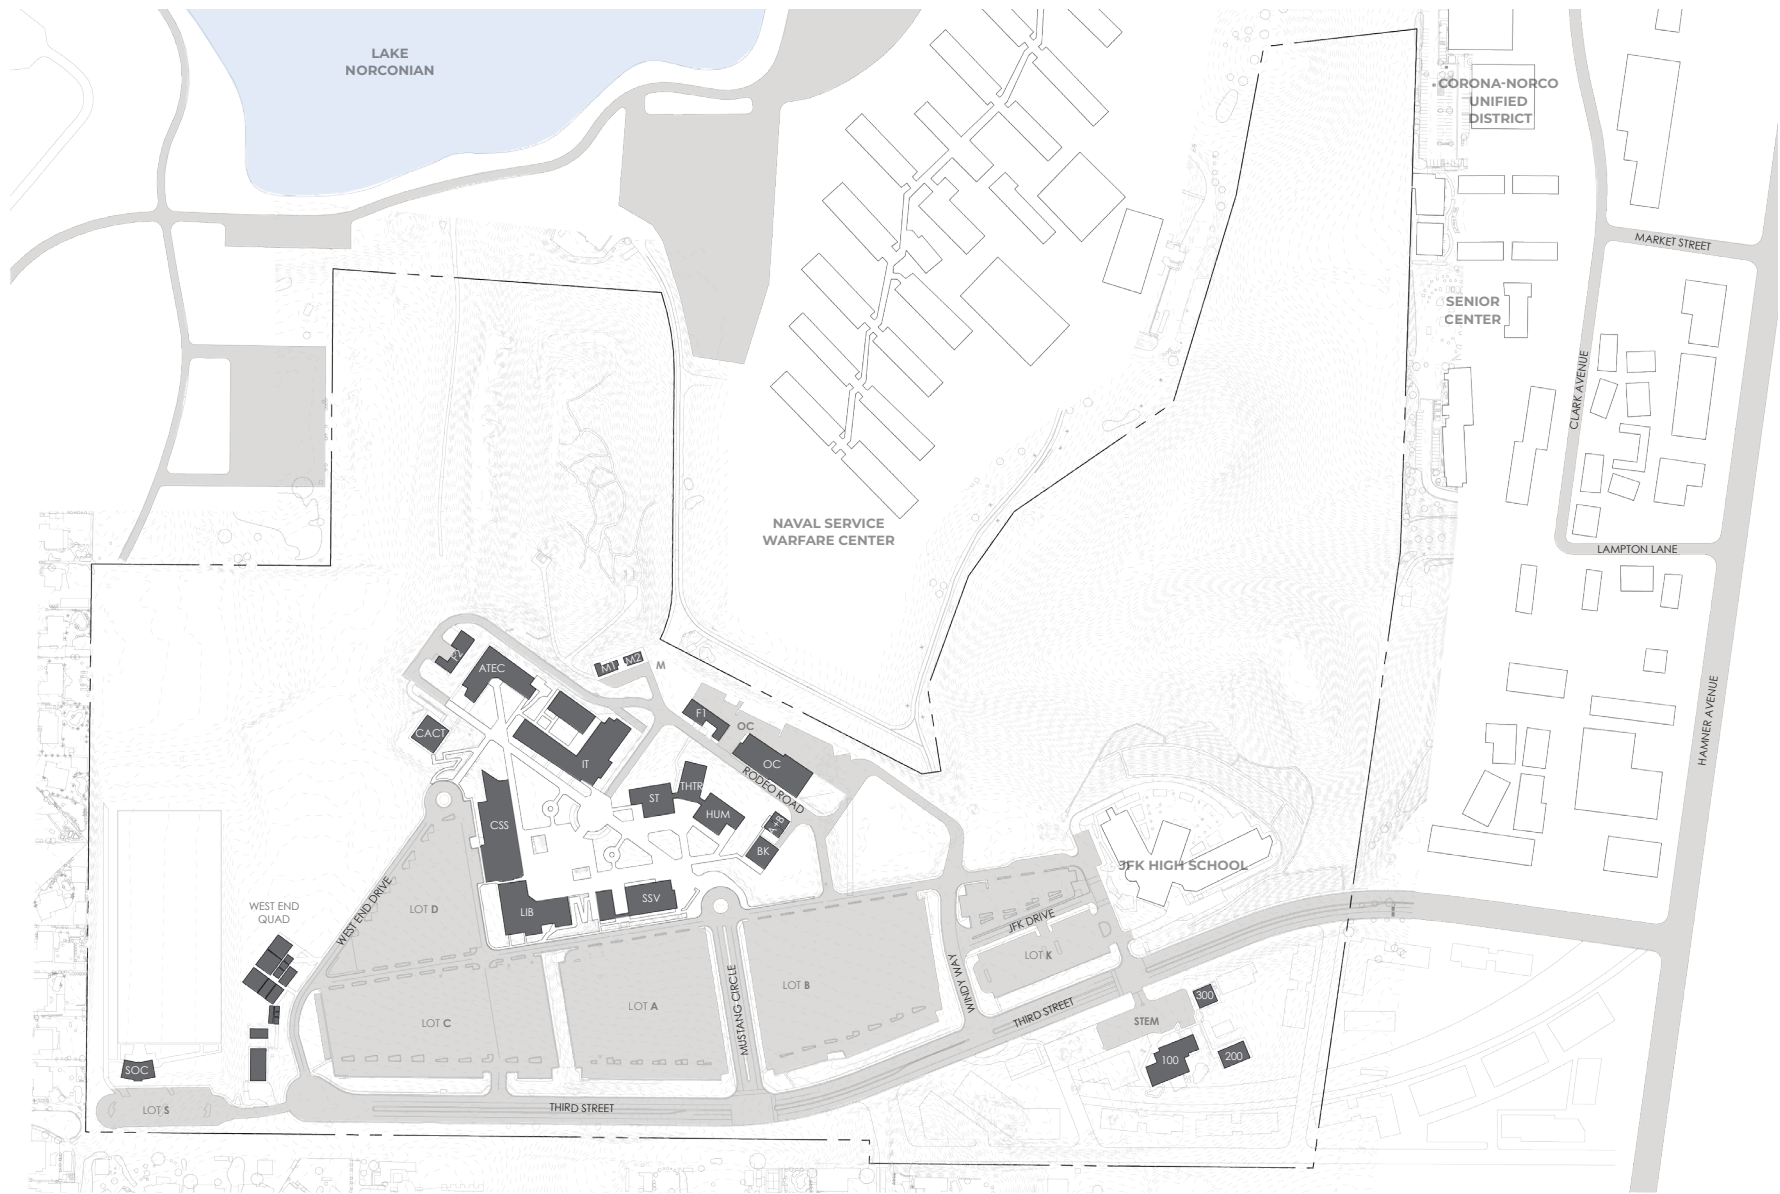 LAKE
NORCONIAN
CORONA-NORCO
UNIFIED
DISTRICT
MARKET STREET
SENIOR
CENTER
CLARK AVENUE
NAVAL SERVICE
WARFARE CENTER
LAMPTON LANE
HAMNER AVENUE
F2
ATEC
M1
M2
M
F1
OC
CACT
IT
OC
RODEO ROAD
ST
THTR
HUM
A+B
CSS
BK
JFK HIGH SCHOOL
SSV
LIB
LOT D
WEST END DRIVE
WEST END
QUAD
JFK DRIVE
LOT K
WINDY WAY
LOT B
LOT A
LOT C
MUSTANG CIRCLE
THIRD STREET
300
STEM
100
200
SOC
LOT S
THIRD STREET